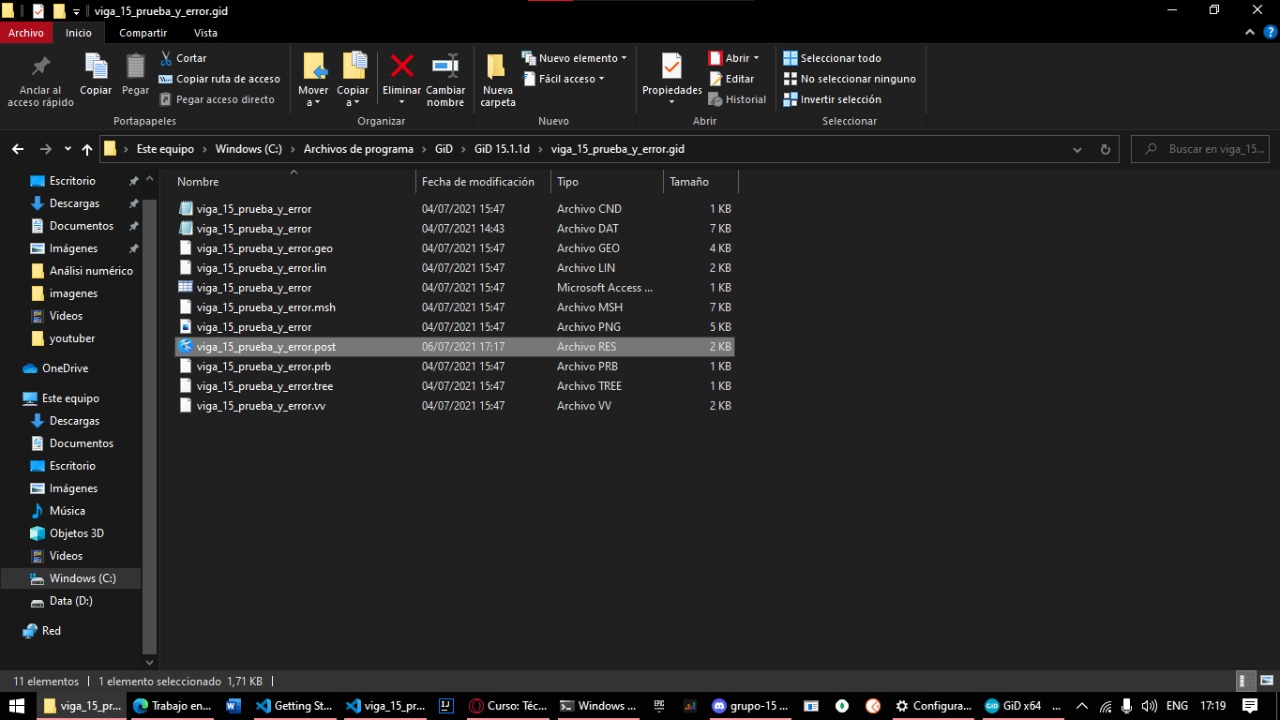 viga_15_prueba_y_error.gid
Archivo Inicio Compartir Vista
Anclar al acceso rápido
Copiar
Pegar
Cortar
Copiar ruta de acceso
Pegar acceso directo
Portapapeles
Mover a
Copiar a
Eliminar
Cambiar nombre
Organizar
Nueva carpeta
Nuevo elemento
Fácil acceso
Nuevo
Propiedades
Abrir
Editar
Historial
Abrir
Seleccionar todo
No seleccionar ninguno
Invertir selección
Seleccionar
Este equipo > Windows (C:) > Archivos de programa > GiD > GiD 15.1.1d > viga_15_prueba_y_error.gid
Buscar en viga_15...
Escritorio
Descargas
Documentos
Imágenes
Análisi numérico
imagenes
Videos
youtuber
OneDrive
Este equipo
Descargas
Documentos
Escritorio
Imágenes
Música
Objetos 3D
Videos
Windows (C:)
Data (D:)
Red
Nombre Fecha de modificación Tipo Tamaño
viga_15_prueba_y_error 04/07/2021 15:47 Archivo CND 1 KB
viga_15_prueba_y_error 04/07/2021 14:43 Archivo DAT 7 KB
viga_15_prueba_y_error.geo 04/07/2021 15:47 Archivo GEO 4 KB
viga_15_prueba_y_error.lin 04/07/2021 15:47 Archivo LIN 2 KB
viga_15_prueba_y_error 04/07/2021 15:47 Microsoft Access ... 1 KB
viga_15_prueba_y_error.msh 04/07/2021 15:47 Archivo MSH 7 KB
viga_15_prueba_y_error 04/07/2021 15:47 Archivo PNG 5 KB
viga_15_prueba_y_error.post 06/07/2021 17:17 Archivo RES 2 KB
viga_15_prueba_y_error.prb 04/07/2021 15:47 Archivo PRB 1 KB
viga_15_prueba_y_error.tree 04/07/2021 15:47 Archivo TREE 1 KB
viga_15_prueba_y_error.vv 04/07/2021 15:47 Archivo VV 2 KB
11 elementos 1 elemento seleccionado 1,71 KB
viga_15_pr... Trabajo en... Getting St... viga_15_pr... Curso: Téc... Windows ... grupo-15 ... Configura... GiD x64 ... ENG 17:19